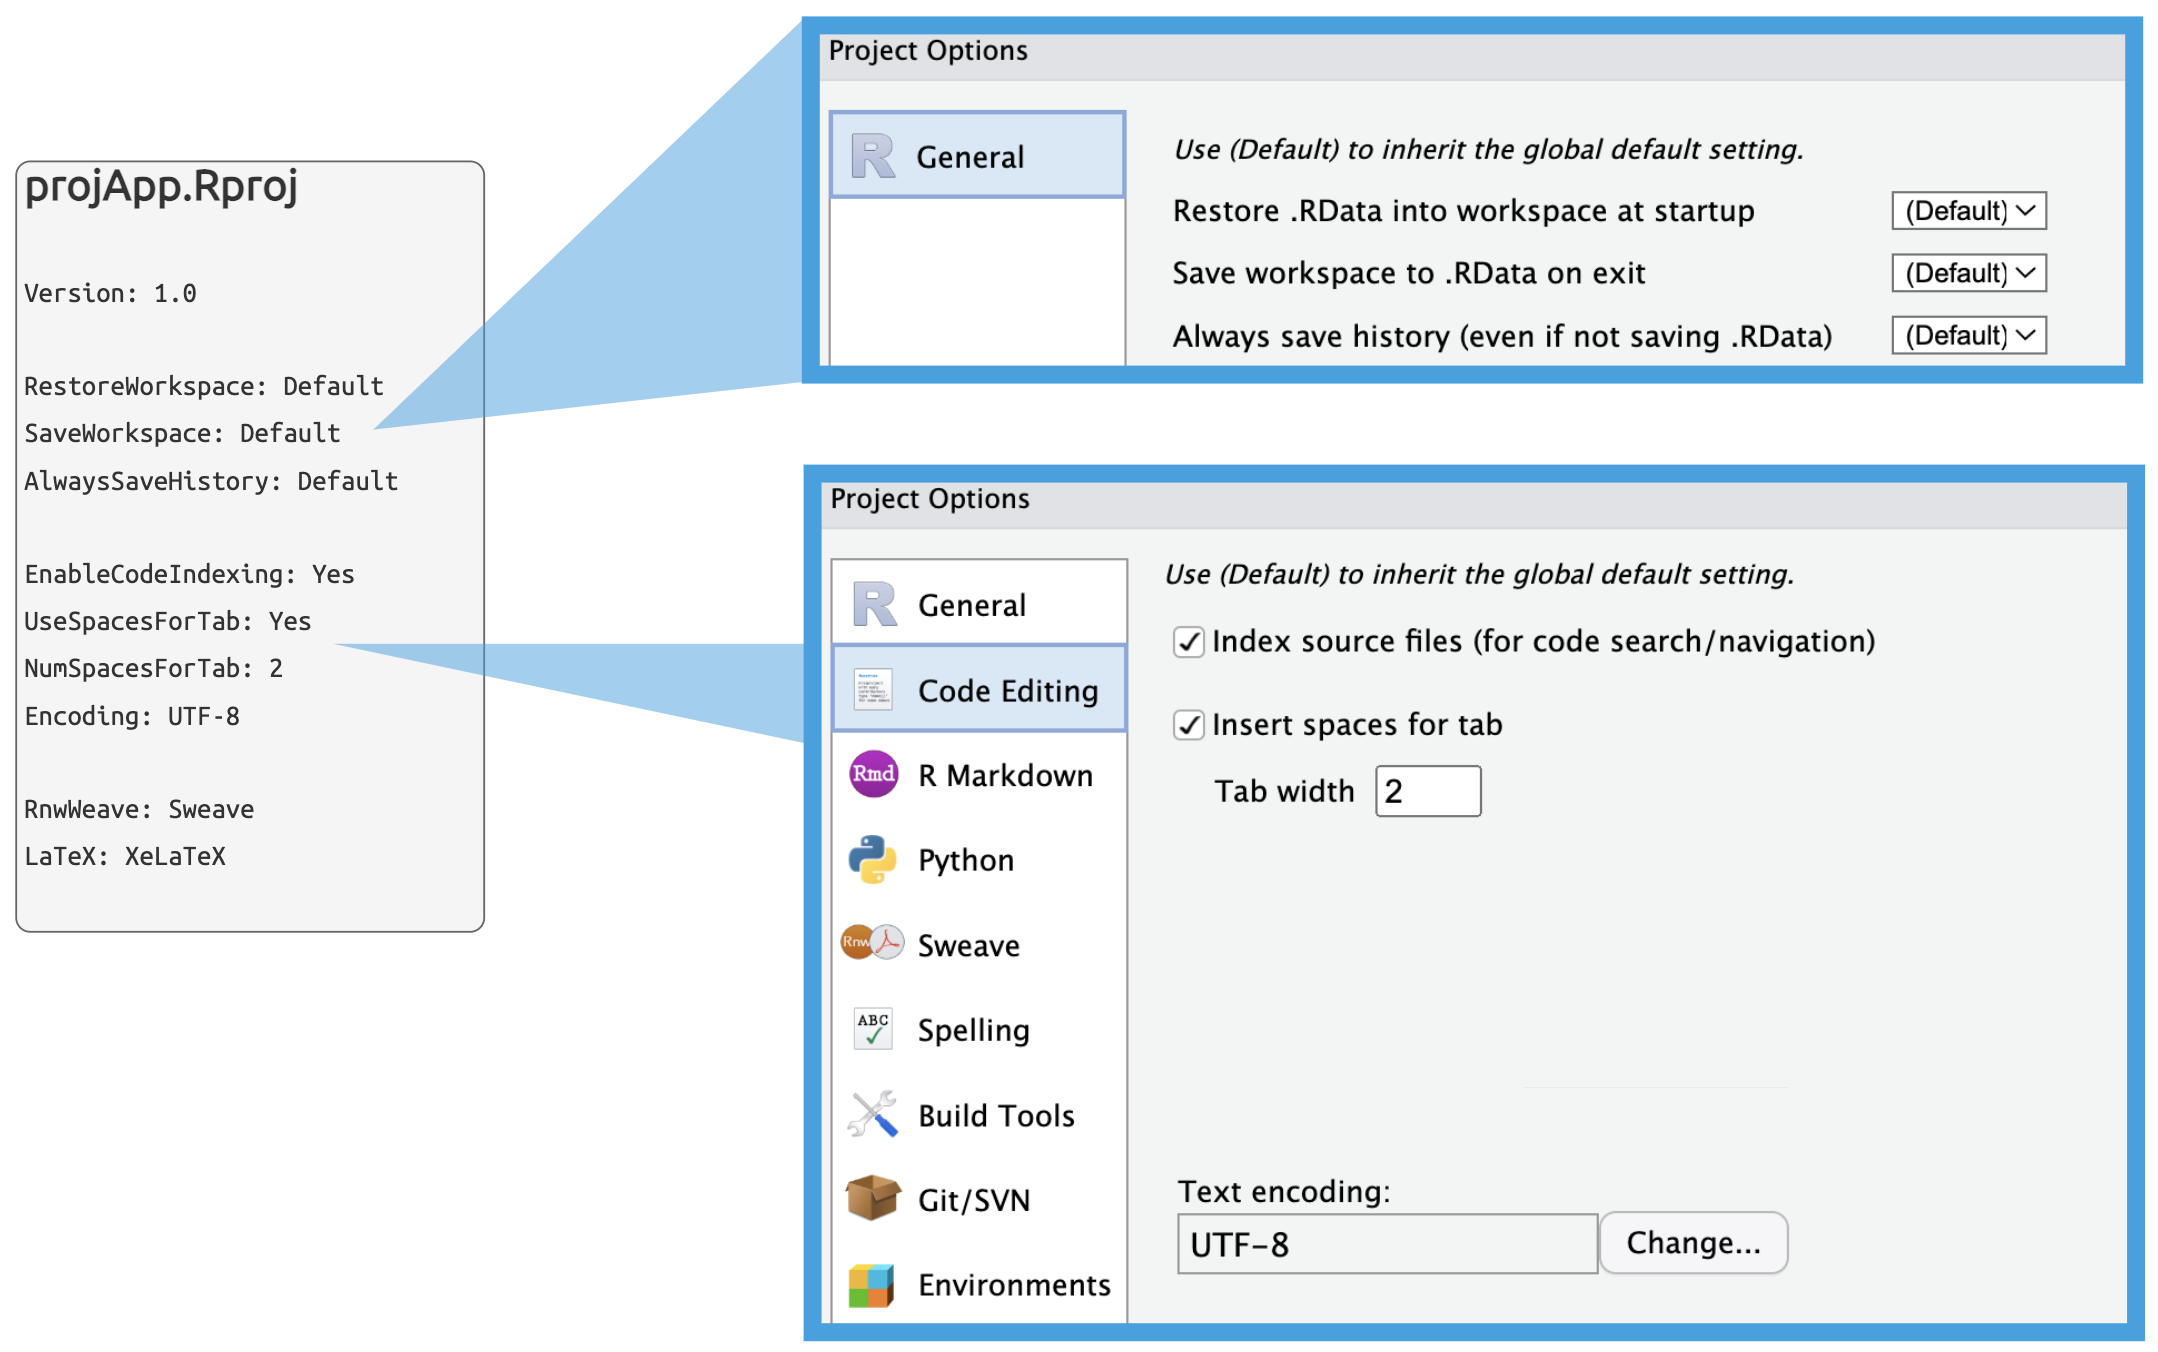 projApp.Rproj
Version: 1.0
RestoreWorkspace: Default
SaveWorkspace: Default
AlwaysSaveHistory: Default
EnableCodeIndexing: Yes
UseSpacesForTab: Yes
NumSpacesForTab: 2
Encoding: UTF-8
RnwWeave: Sweave
LaTeX: XeLaTeX
Project Options
R General
Use (Default) to inherit the global default setting.
Restore .RData into workspace at startup (Default)
Save workspace to .RData on exit (Default)
Always save history (even if not saving .RData) (Default)
Project Options
R General
Code Editing
Rmd R Markdown
Python
Rnw Sweave
ABC Spelling
Build Tools
Git/SVN
Environments
Use (Default) to inherit the global default setting.
Index source files (for code search/navigation)
Insert spaces for tab
Tab width 2
Text encoding:
UTF-8 Change...